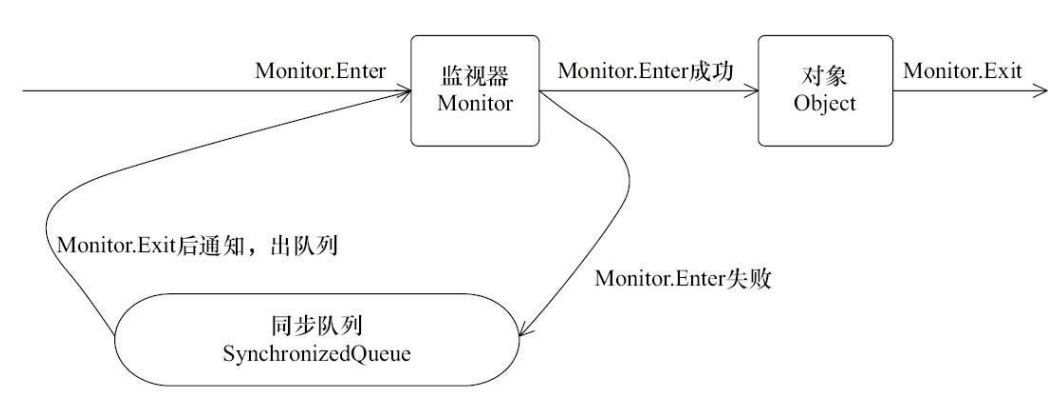 Monitor.Enter
监视器
Monitor
Monitor.Enter成功
对象
Object
Monitor.Exit
Monitor.Exit后通知，出队列
Monitor.Enter失败
同步队列
SynchronizedQueue